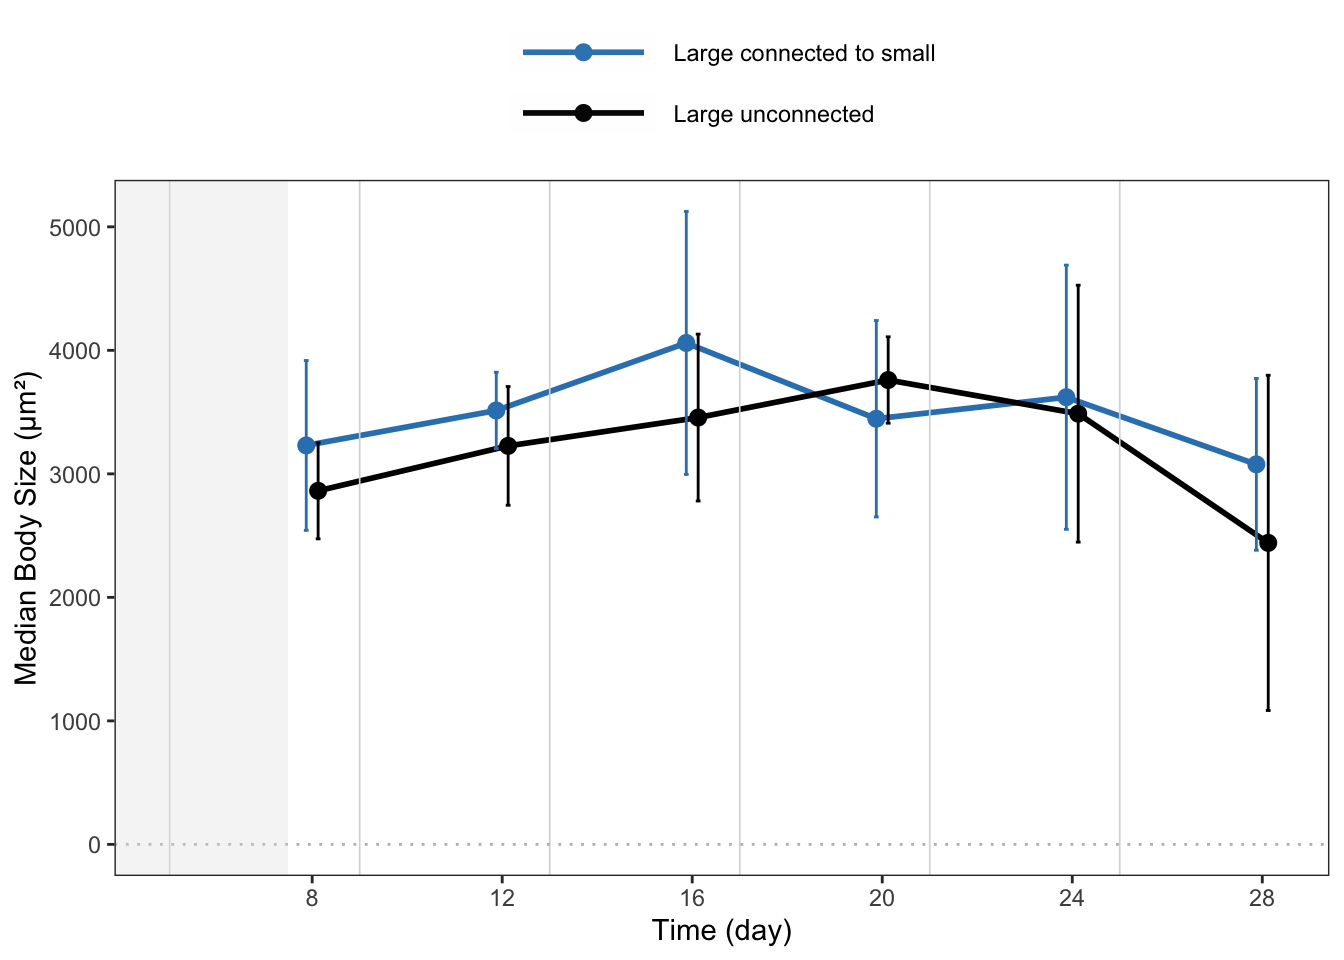 Large connected to small
Large unconnected
Median Body Size (µm²)
5000
4000
3000
2000
1000
0
8 12 16 20 24 28
Time (day)